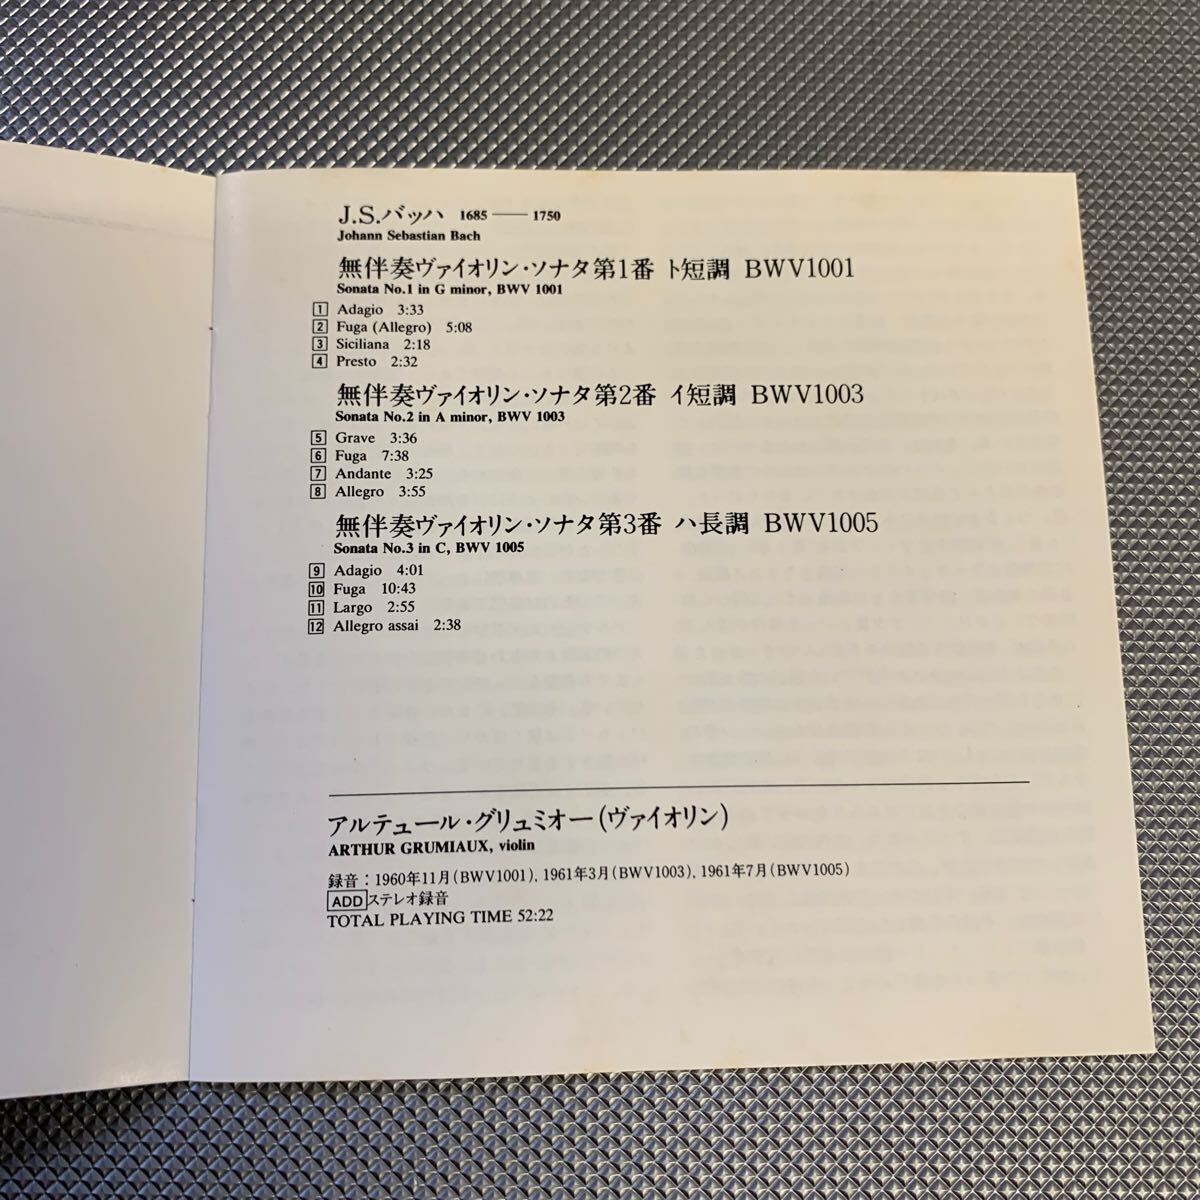 J.S.バッハ 1685——1750
Johann Sebastian Bach
無伴奏ヴァイオリン・ソナタ第1番 ト短調 BWV1001
Sonata No.1 in G minor, BWV 1001
1 Adagio 3:33
2 Fuga (Allegro) 5:08
3 Siciliana 2:18
4 Presto 2:32
無伴奏ヴァイオリン・ソナタ第2番 イ短調 BWV1003
Sonata No.2 in A minor, BWV 1003
5 Grave 3:36
6 Fuga 7:38
7 Andante 3:25
8 Allegro 3:55
無伴奏ヴァイオリン・ソナタ第3番 ハ長調 BWV1005
Sonata No.3 in C, BWV 1005
9 Adagio 4:01
10 Fuga 10:43
11 Largo 2:55
12 Allegro assai 2:38
アルテュール・グリュミオー(ヴァイオリン)
ARTHUR GRUMIAUX, violin
録音：1960年11月(BWV1001), 1961年3月(BWV1003), 1961年7月(BWV1005)
ADDステレオ録音
TOTAL PLAYING TIME 52:22